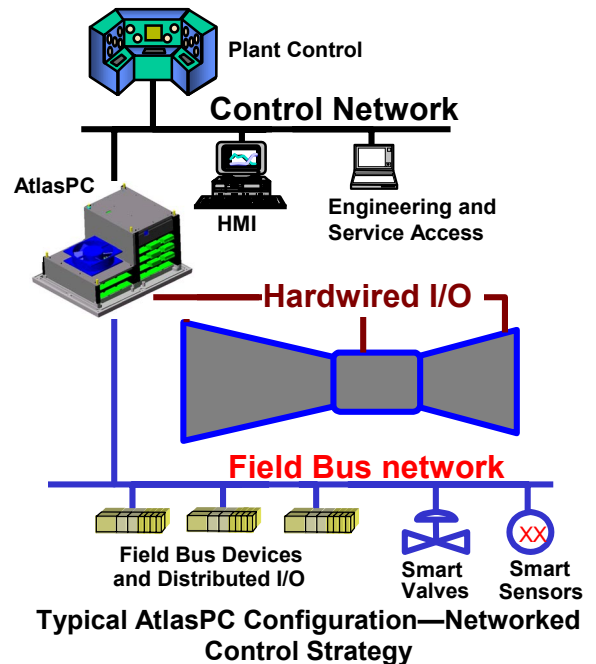 Plant Control
Control Network
AtlasPC
HMI
Engineering and
Service Access
Hardwired I/O
Field Bus network
Field Bus Devices
and Distributed I/O
Smart
Valves
XX
Smart
Sensors
Typical AtlasPC Configuration—Networked
Control Strategy